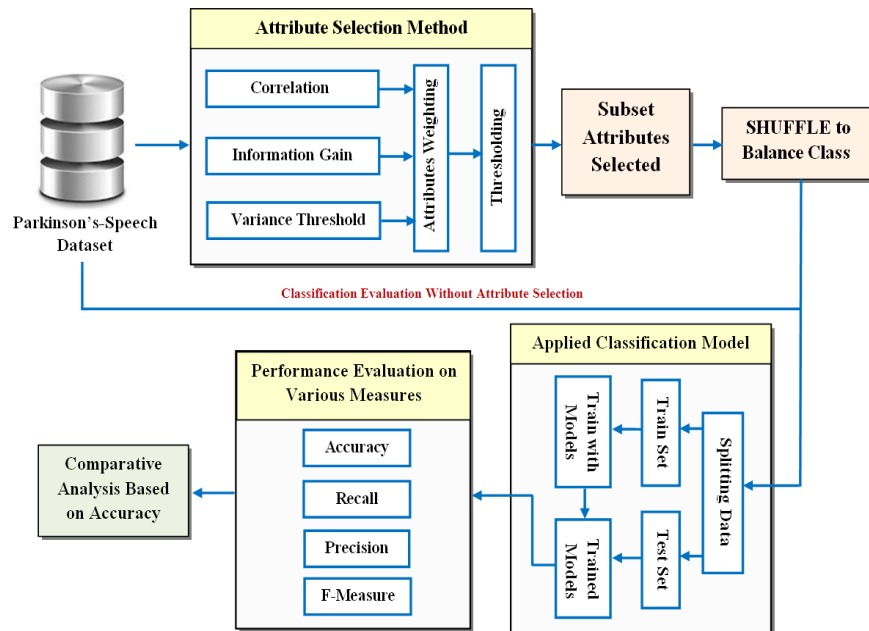 Attribute Selection Method
Correlation
Information Gain
Variance Threshold
Attributes Weighting
Thresholding
Subset
Attributes
Selected
SHUFFLE to
Balance Class
Parkinson's-Speech
Dataset
Classification Evaluation Without Attribute Selection
Applied Classification Model
Splitting Data
Train Set
Test Set
Train with
Models
Trained
Models
Performance Evaluation on
Various Measures
Accuracy
Recall
Precision
F-Measure
Comparative
Analysis Based
on Accuracy